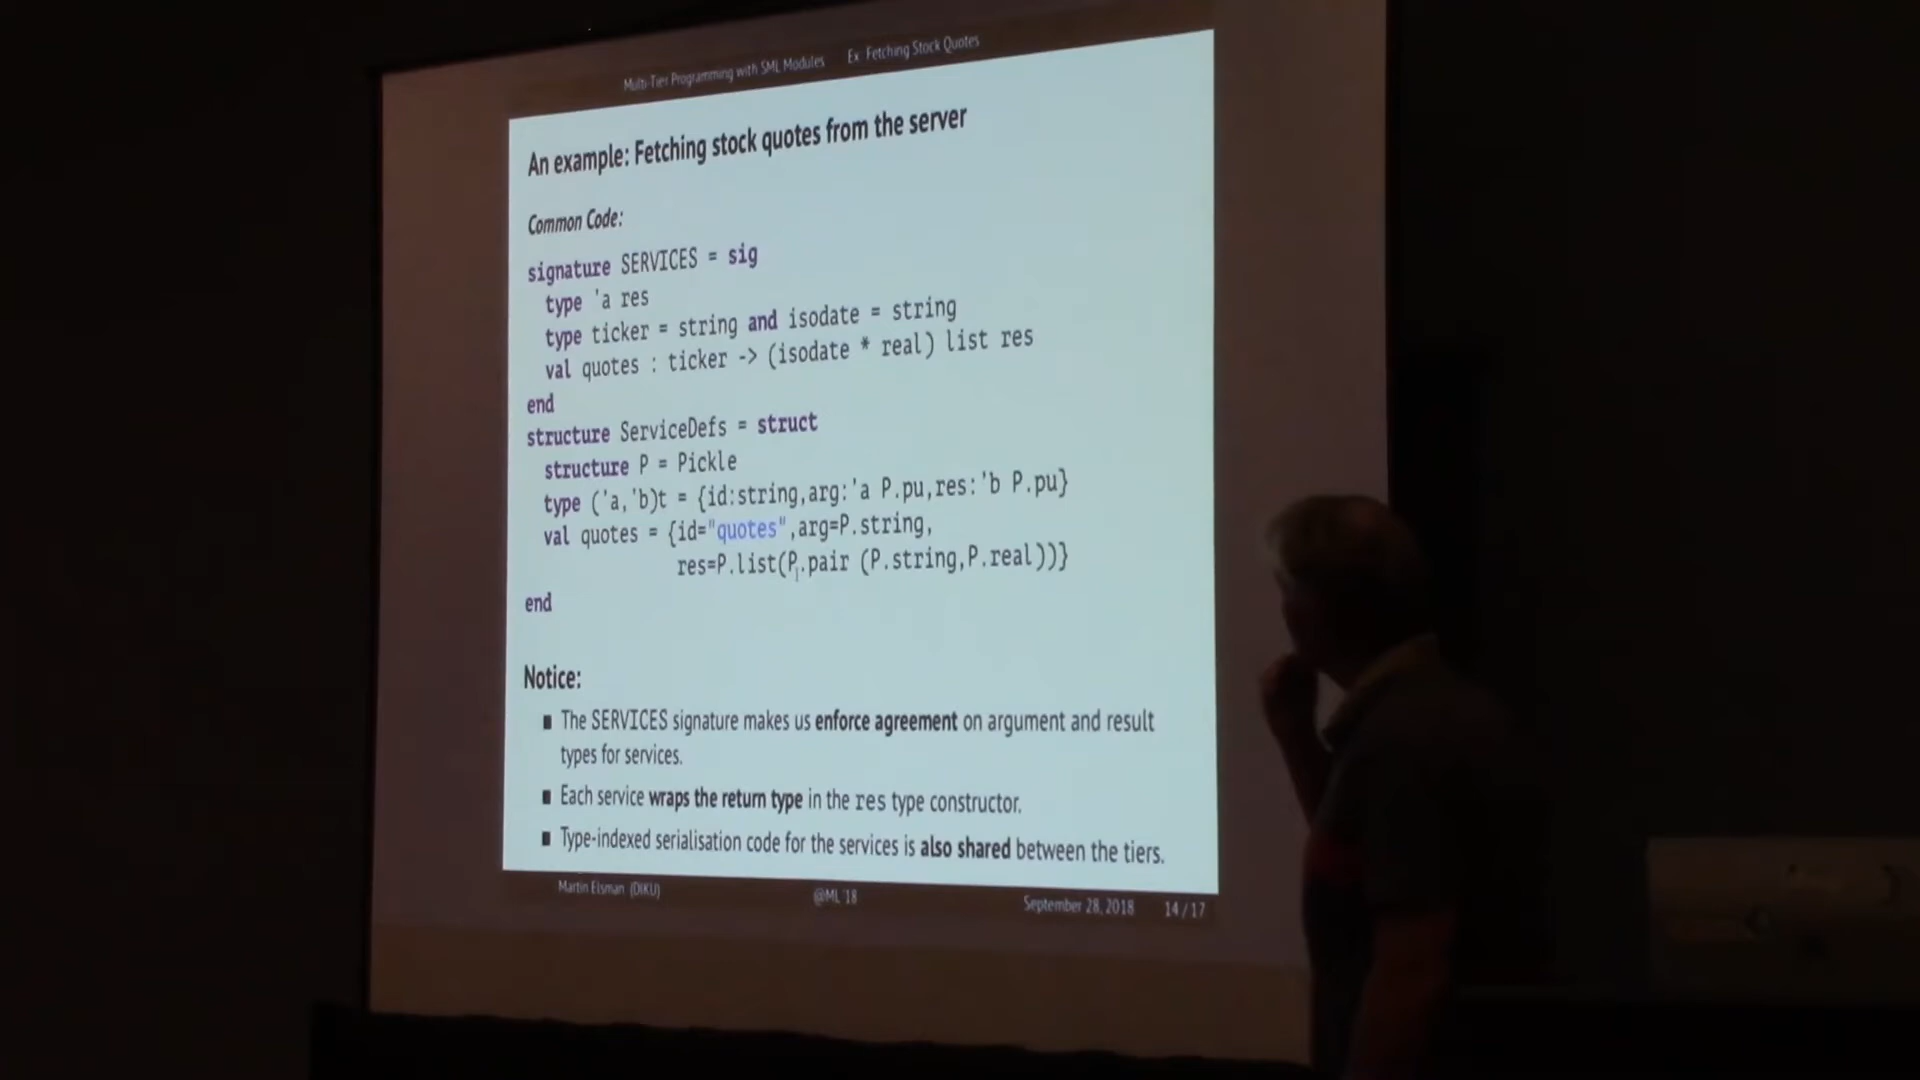 Multi-Tier Programming with SML Modules Ex: Fetching Stock Quotes
An example: Fetching stock quotes from the server
Common Code:
signature SERVICES = sig
type 'a res
type ticker = string and isodate = string
val quotes : ticker -> (isodate * real) list res
end
structure ServiceDefs = struct
structure P = Pickle
type ('a,'b)t = {id:string,arg:'a P.pu,res:'b P.pu}
val quotes = {id="quotes",arg=P.string,
res=P.list(P.pair (P.string,P.real))}
end
Notice:
The SERVICES signature makes us enforce agreement on argument and result
types for services.
Each service wraps the return type in the res type constructor.
Type-indexed serialisation code for the services is also shared between the tiers.
Martin Elsman (DIKU) @ML'18 September 28, 2018 14 / 17